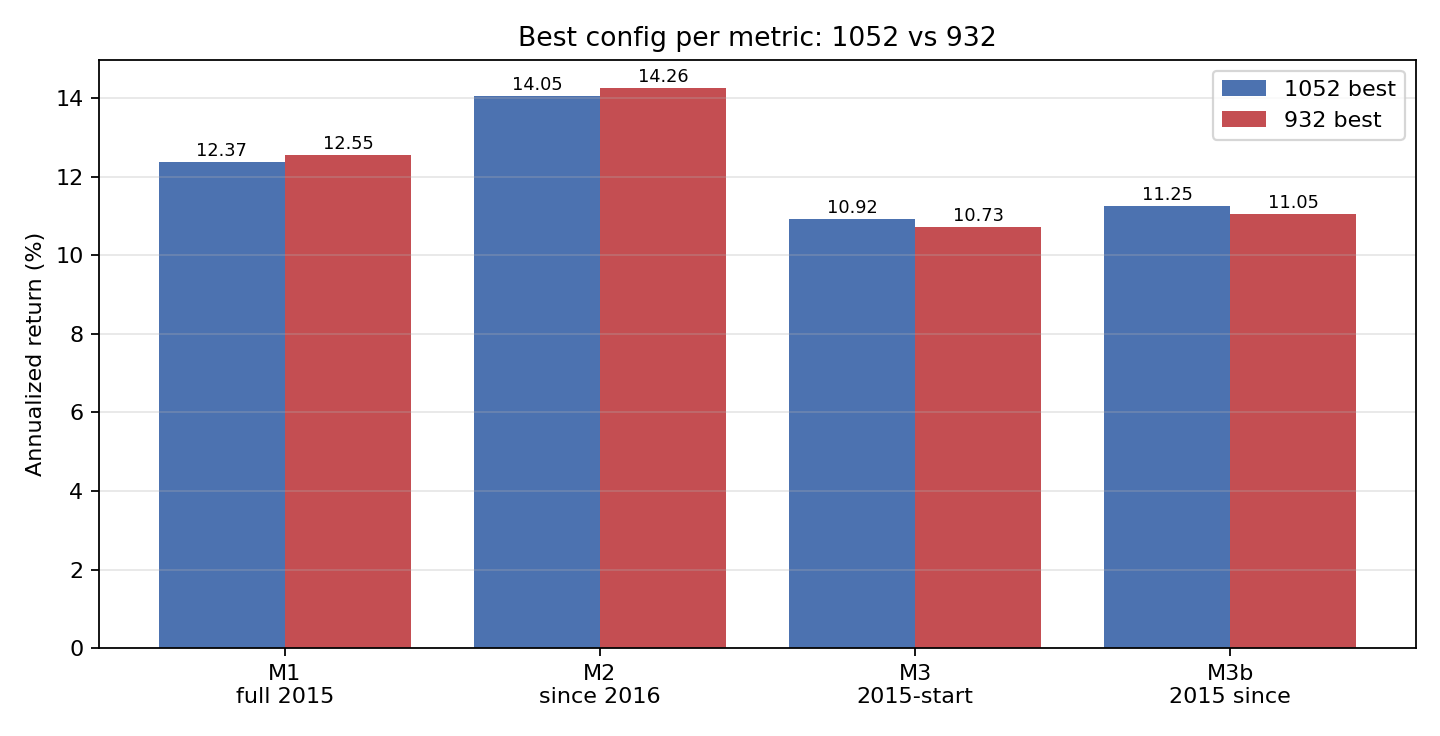 Best config per metric: 1052 vs 932
Annualized return (%)
14
12
10
8
6
4
2
0
12.37
12.55
14.05
14.26
10.92
10.73
11.25
11.05
1052 best
932 best
M1
full 2015
M2
since 2016
M3
2015-start
M3b
2015 since